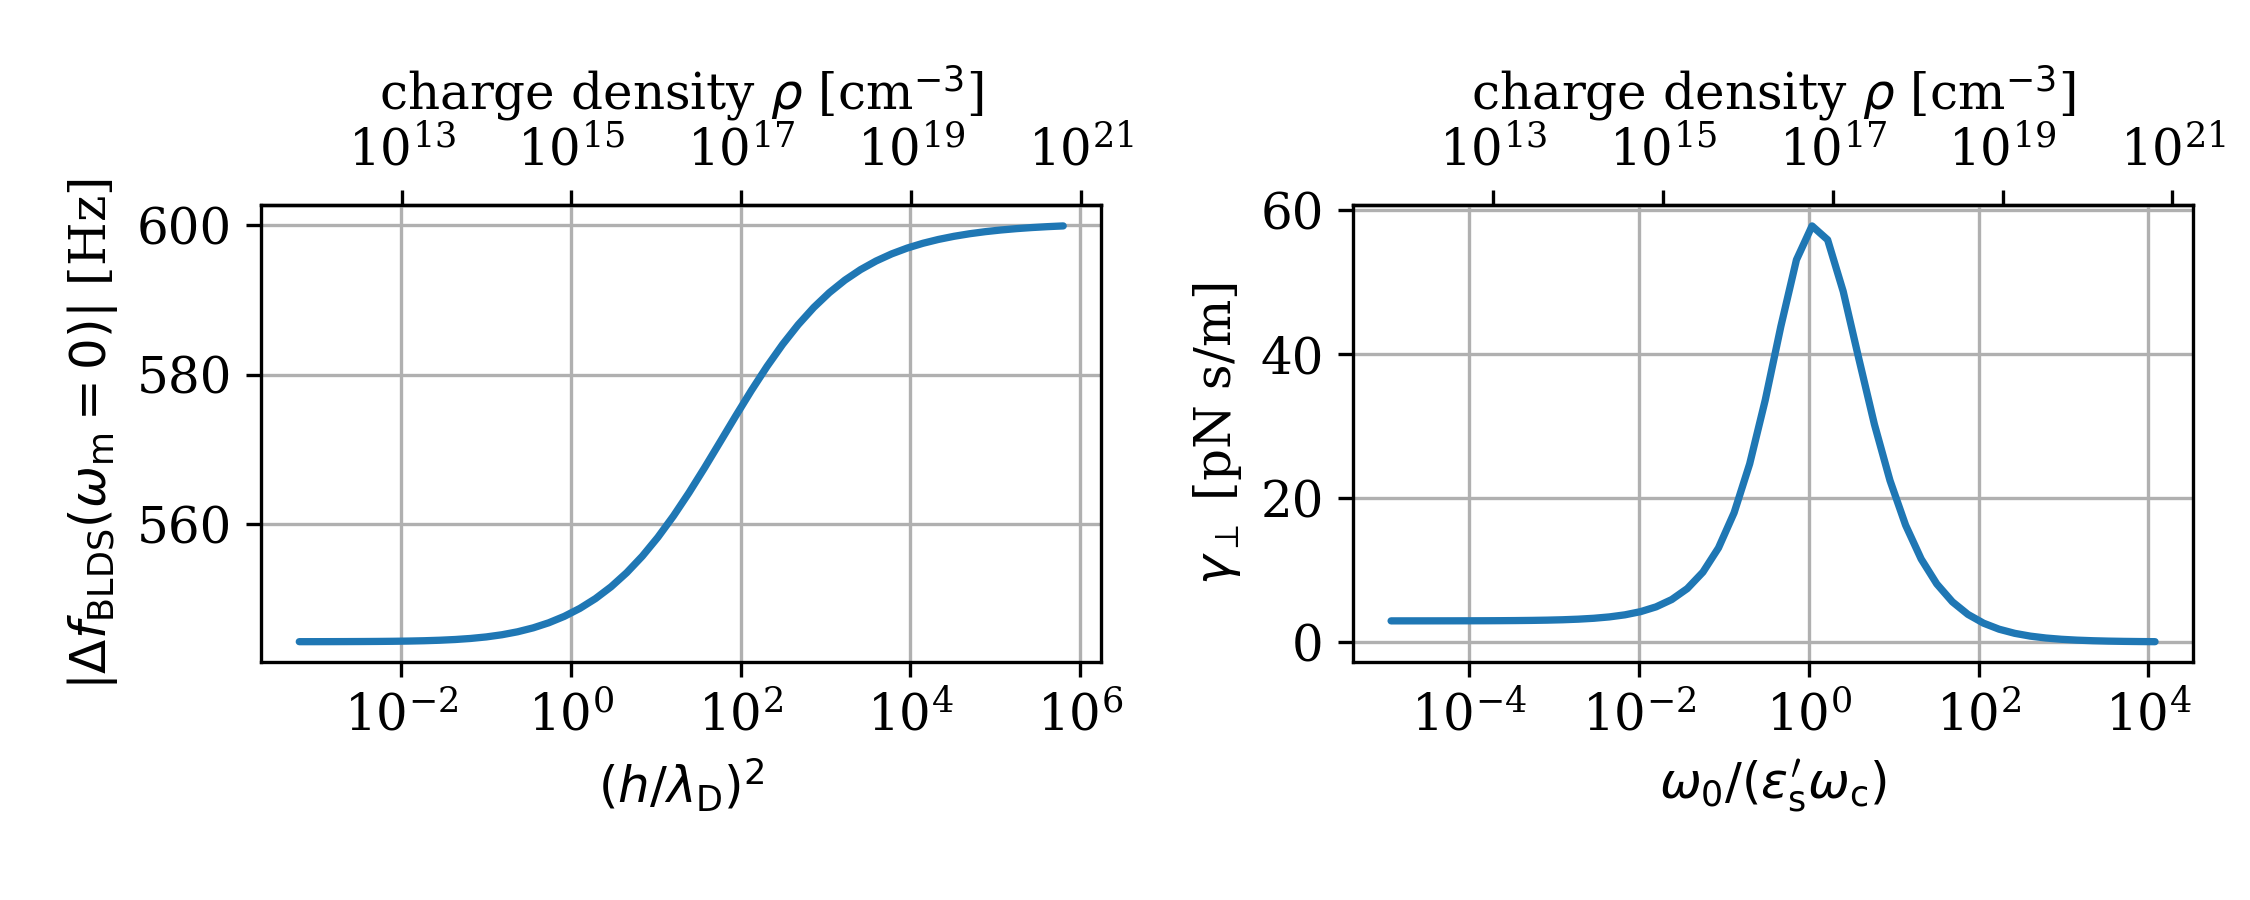 charge density ρ [cm⁻³]
10¹³ 10¹⁵ 10¹⁷ 10¹⁹ 10²¹
|Δf_BLDS(ω_m = 0)| [Hz]
600
580
560
10⁻² 10⁰ 10² 10⁴ 10⁶
(h/λ_D)²
charge density ρ [cm⁻³]
10¹³ 10¹⁵ 10¹⁷ 10¹⁹ 10²¹
γ_⊥ [pN s/m]
60
40
20
0
10⁻⁴ 10⁻² 10⁰ 10² 10⁴
ω₀/(ε′_s ω_c)